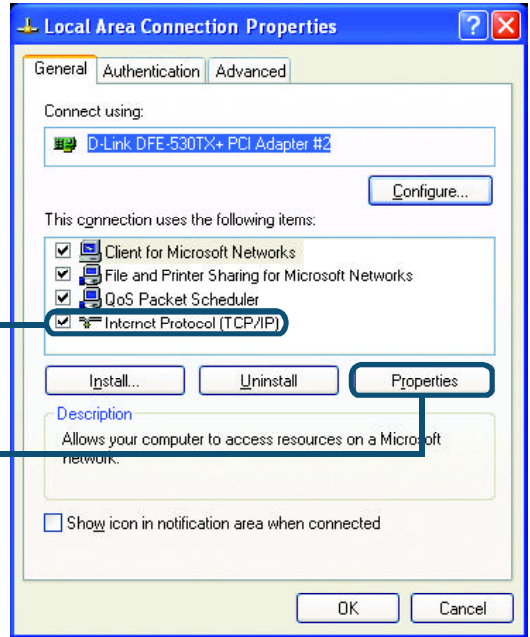 Local Area Connection Properties
General Authentication Advanced
Connect using:
D-Link DFE-530TX+ PCI Adapter #2
Configure...
This connection uses the following items:
Client for Microsoft Networks
File and Printer Sharing for Microsoft Networks
QoS Packet Scheduler
Internet Protocol (TCP/IP)
Install... Uninstall Properties
Description
Allows your computer to access resources on a Microsoft
network.
Show icon in notification area when connected
OK Cancel